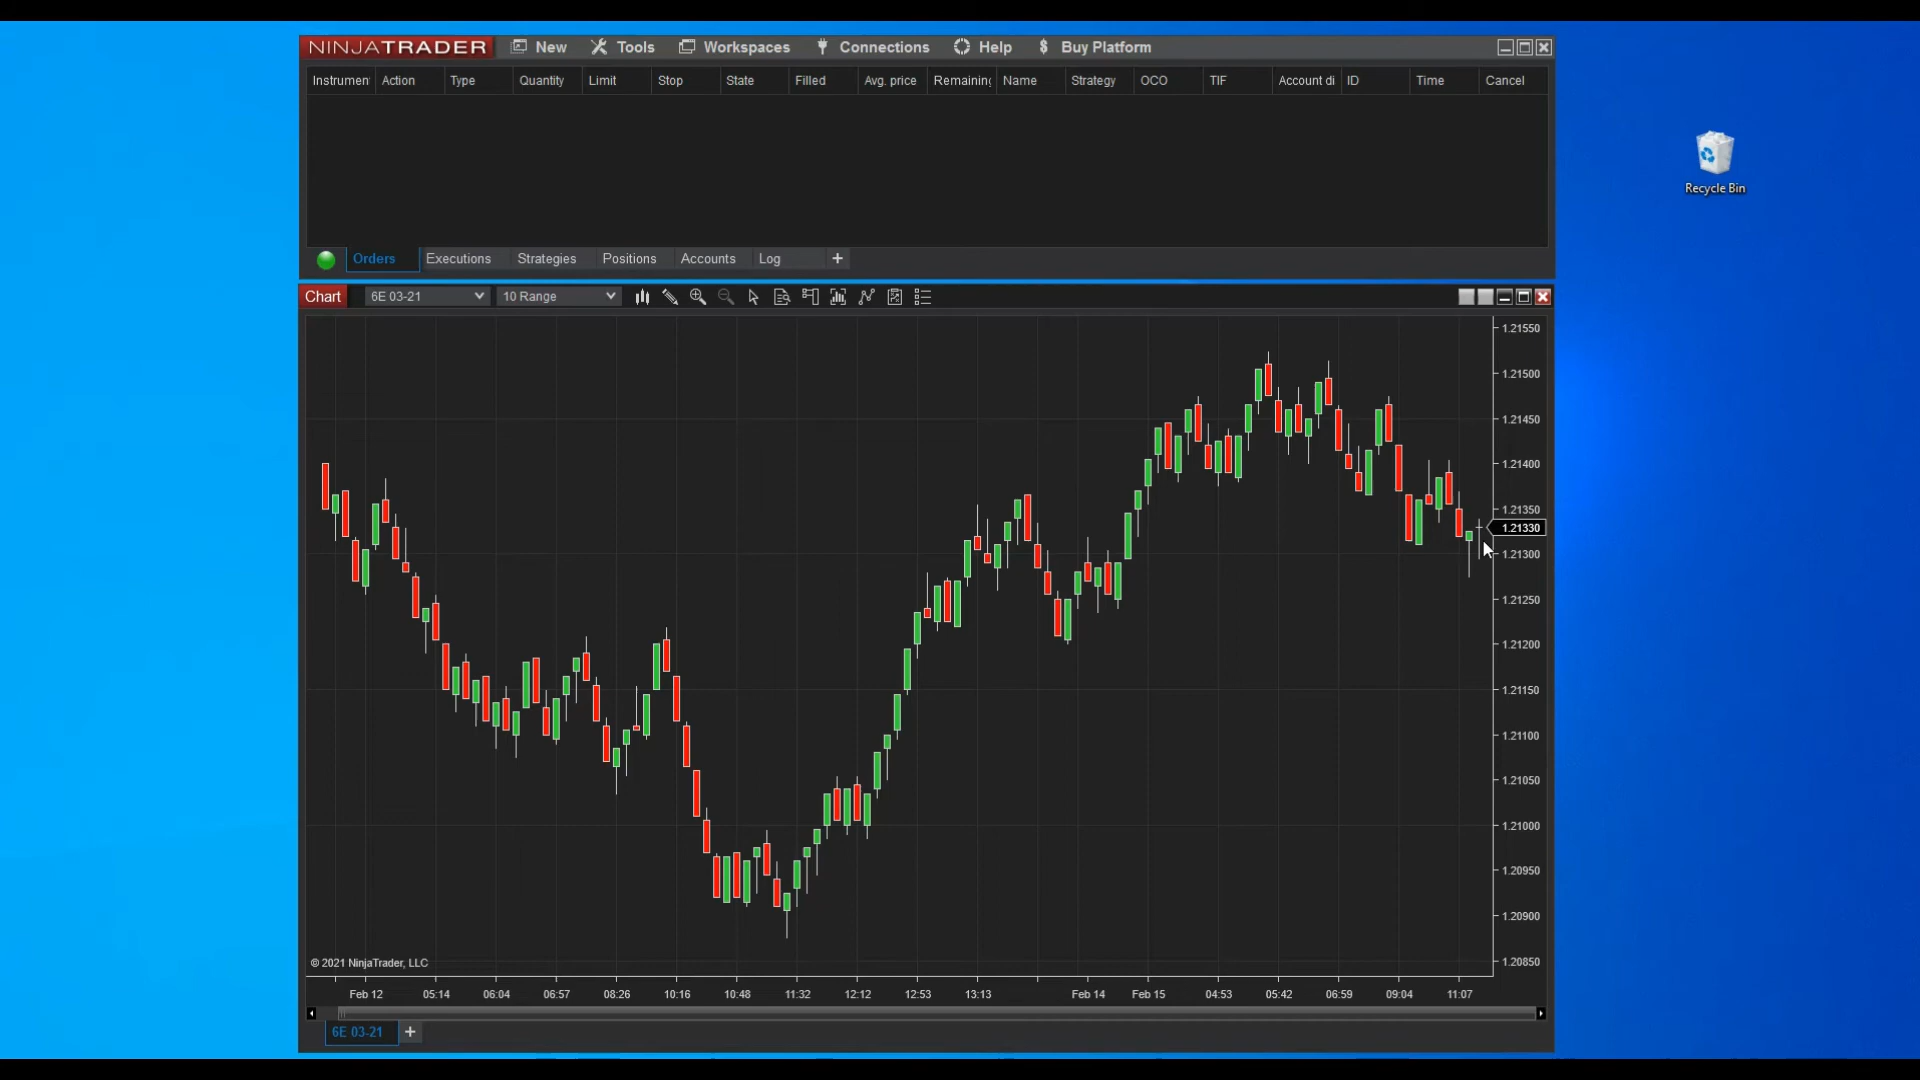 NINJATRADER New Tools Workspaces Connections Help $ Buy Platform
Instrumen Action Type Quantity Limit Stop State Filled Avg. price Remaining Name Strategy OCO TIF Account di ID Time Cancel
Recycle Bin
Orders Executions Strategies Positions Accounts Log +
Chart 6E 03-21 10 Range
1.21550
1.21500
1.21450
1.21400
1.21350
1.21330
1.21300
1.21250
1.21200
1.21150
1.21100
1.21050
1.21000
1.20950
1.20900
1.20850
© 2021 NinjaTrader, LLC
Feb 12 05:14 06:04 06:57 08:26 10:16 10:48 11:32 12:12 12:53 13:13 Feb 14 Feb 15 04:53 05:42 06:59 09:04 11:07
6E 03-21 +